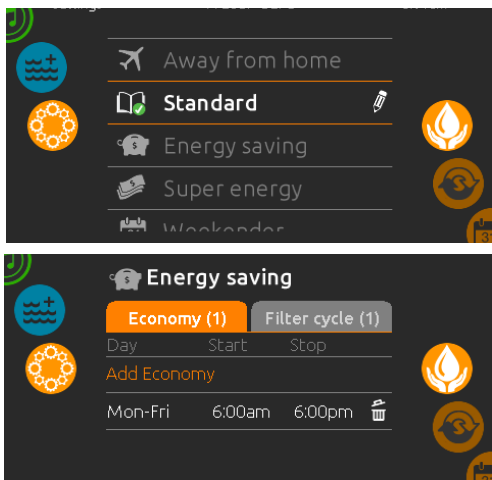 Away from home
Standard
Energy saving
Super energy
Weekender
Energy saving
Economy (1) Filter cycle (1)
Day Start Stop
Add Economy
Mon-Fri 6:00am 6:00pm